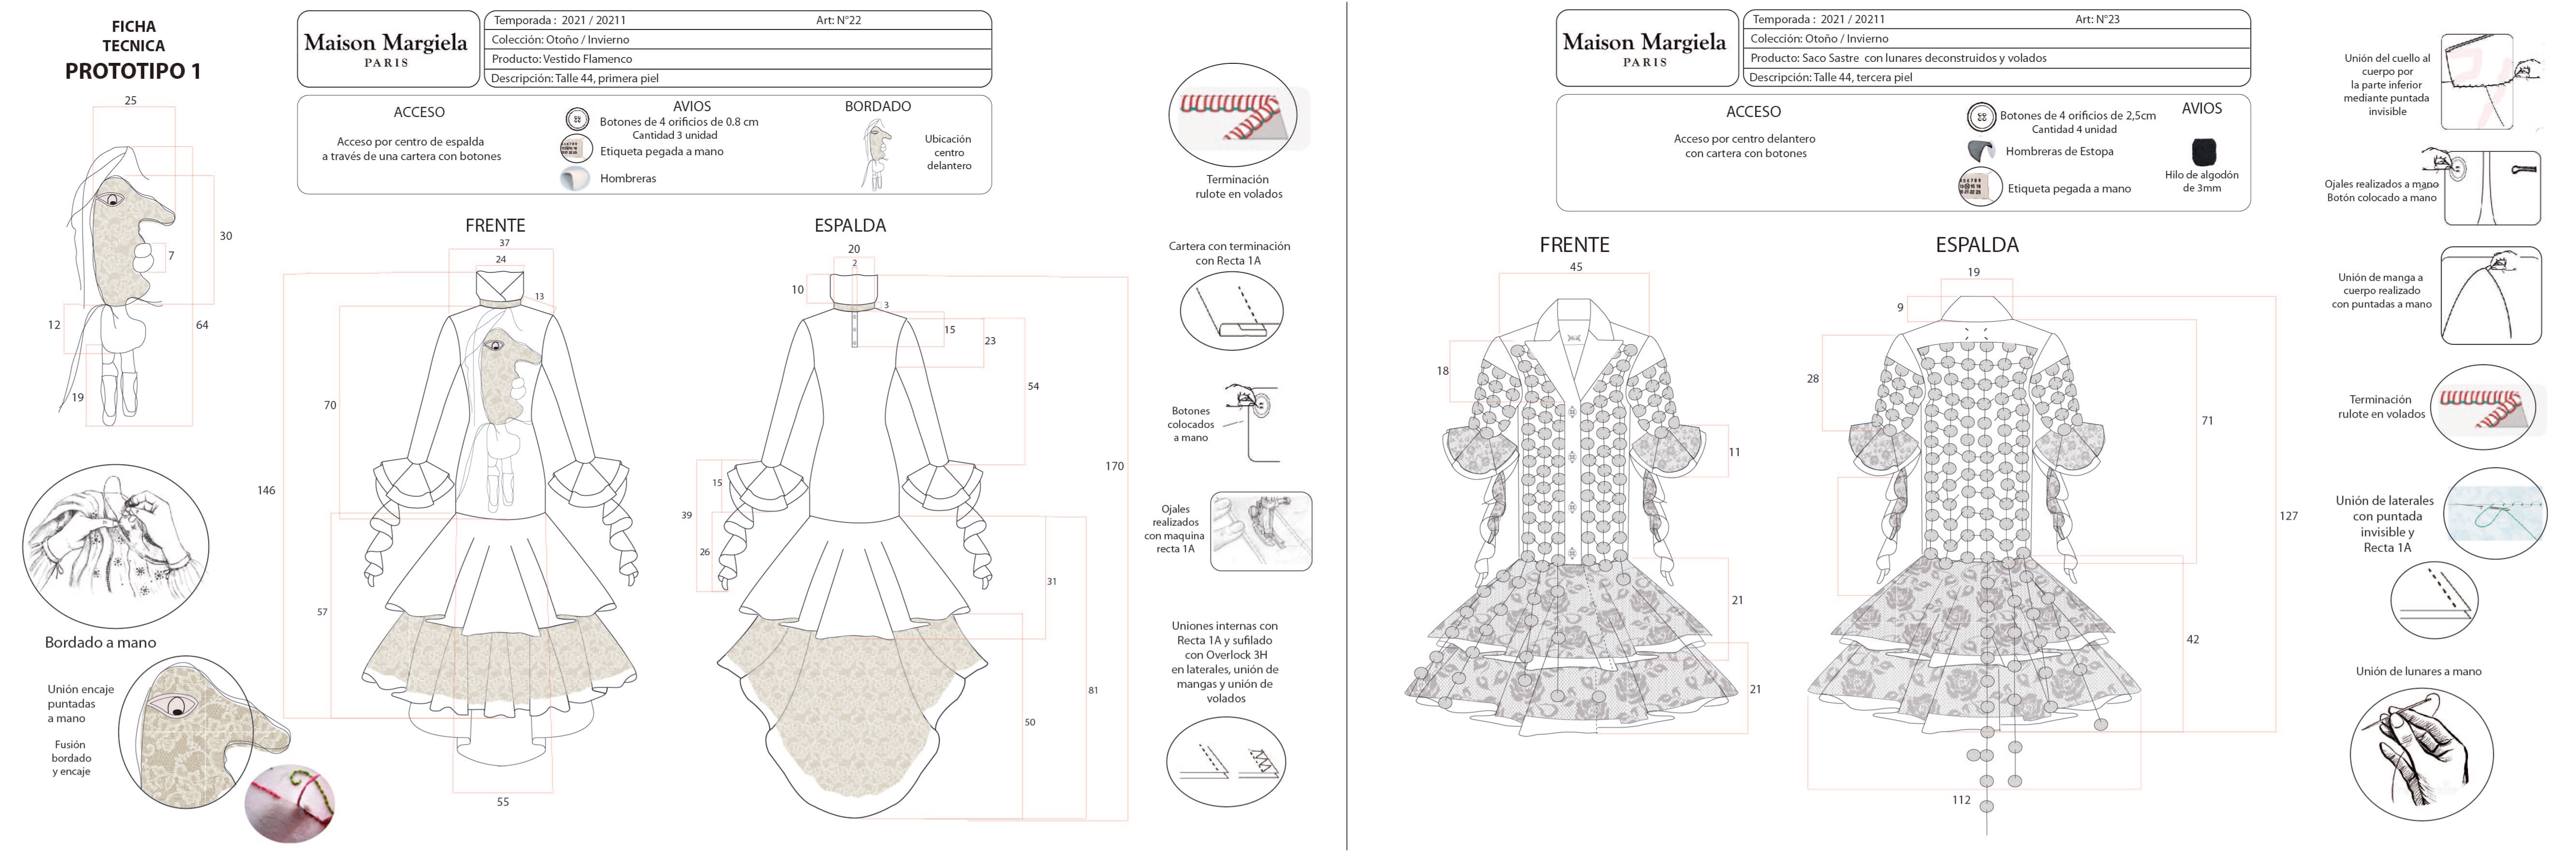 FICHA
TECNICA
PROTOTIPO 1
25
30
7
12
64
19
Bordado a mano
Unión encaje
puntadas
a mano
Fusión
bordado
y encaje
Maison Margiela
PARIS
Temporada : 2021 / 20211 Art: N°22
Colección: Otoño / Invierno
Producto: Vestido Flamenco
Descripción: Talle 44, primera piel
ACCESO
Acceso por centro de espalda
a través de una cartera con botones
AVIOS
Botones de 4 orificios de 0.8 cm
Cantidad 3 unidad
Etiqueta pegada a mano
Hombreras
BORDADO
Ubicación
centro
delantero
FRENTE
37
24
13
70
146
57
55
ESPALDA
20
2
10
3
15
23
54
170
15
39
26
31
81
50
Terminación
rulote en volados
Cartera con terminación
con Recta 1A
Botones
colocados
a mano
Ojales
realizados
con maquina
recta 1A
Uniones internas con
Recta 1A y sufilado
con Overlock 3H
en laterales, unión de
mangas y unión de
volados
Maison Margiela
PARIS
Temporada : 2021 / 20211 Art: N°23
Colección: Otoño / Invierno
Producto: Saco Sastre con lunares deconstruidos y volados
Descripción: Talle 44, tercera piel
ACCESO
Acceso por centro delantero
con cartera con botones
AVIOS
Botones de 4 orificios de 2,5cm
Cantidad 4 unidad
Hombreras de Estopa
Etiqueta pegada a mano
Hilo de algodón
de 3mm
FRENTE
45
18
11
21
21
ESPALDA
19
9
28
71
127
42
112
Unión del cuello al
cuerpo por
la parte inferior
mediante puntada
invisible
Ojales realizados a mano
Botón colocado a mano
Unión de manga a
cuerpo realizado
con puntadas a mano
Terminación
rulote en volados
Unión de laterales
con puntada
invisible y
Recta 1A
Unión de lunares a mano